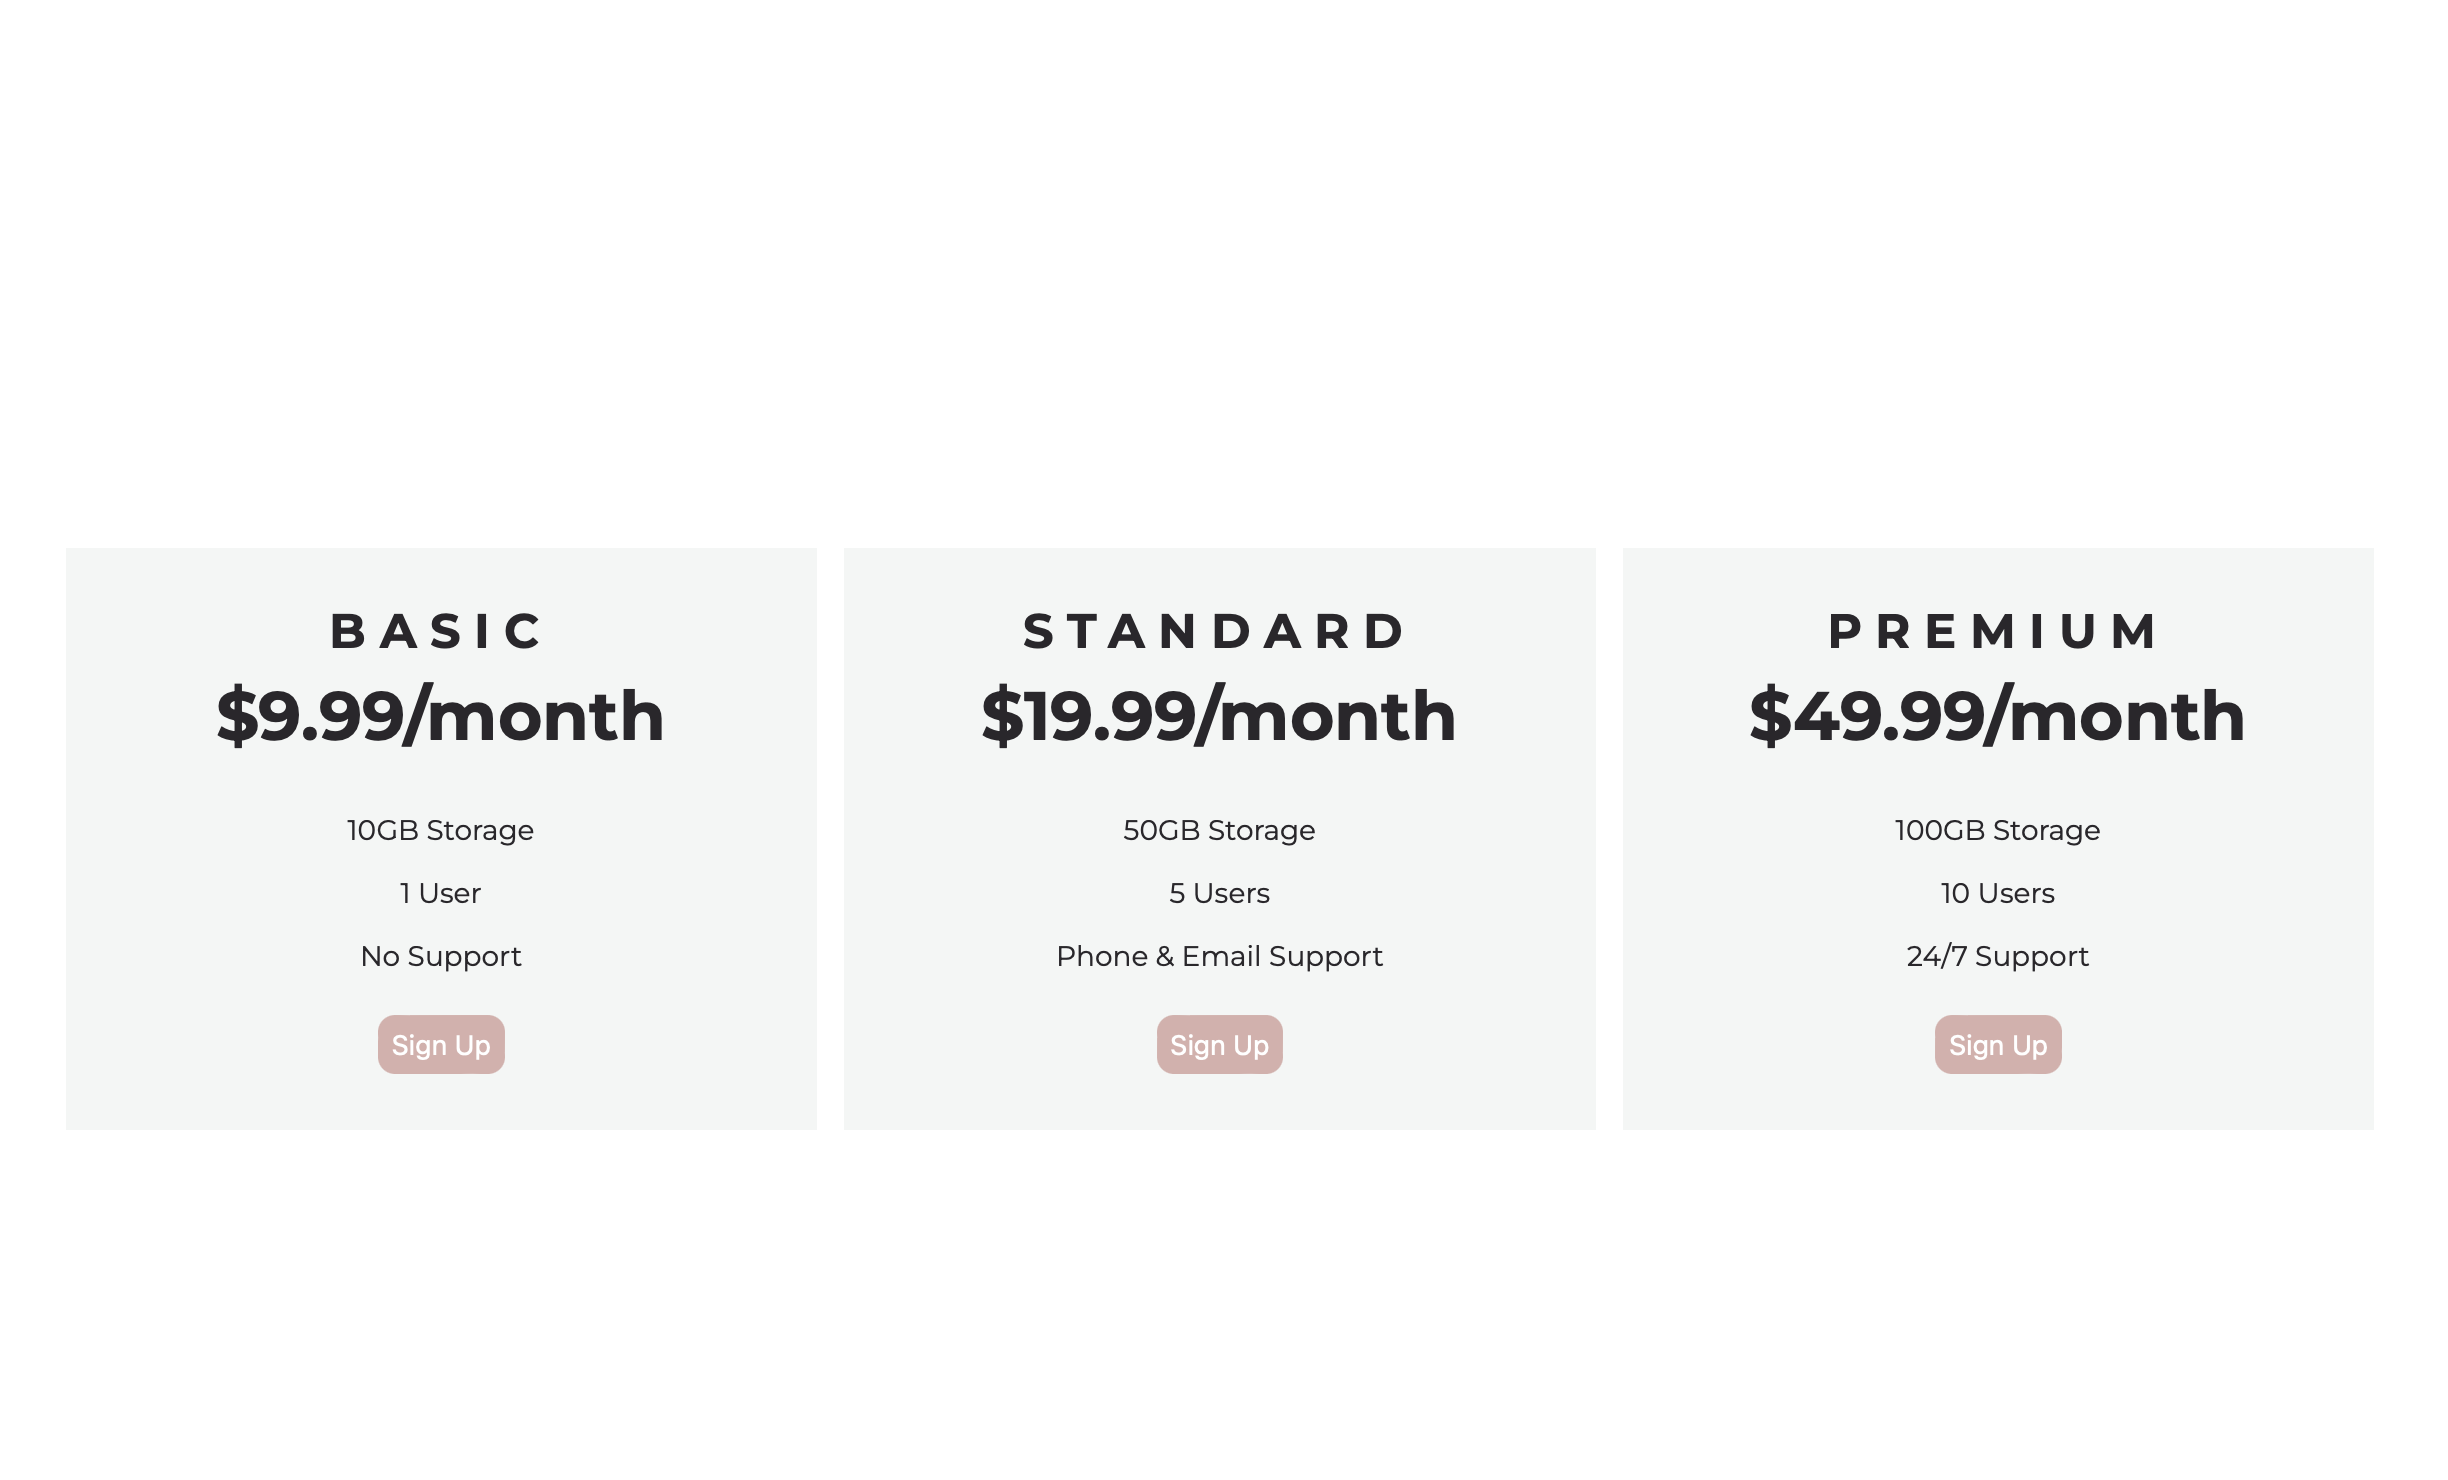 BASIC
$9.99/month
10GB Storage
1 User
No Support
Sign Up
STANDARD
$19.99/month
50GB Storage
5 Users
Phone & Email Support
Sign Up
PREMIUM
$49.99/month
100GB Storage
10 Users
24/7 Support
Sign Up